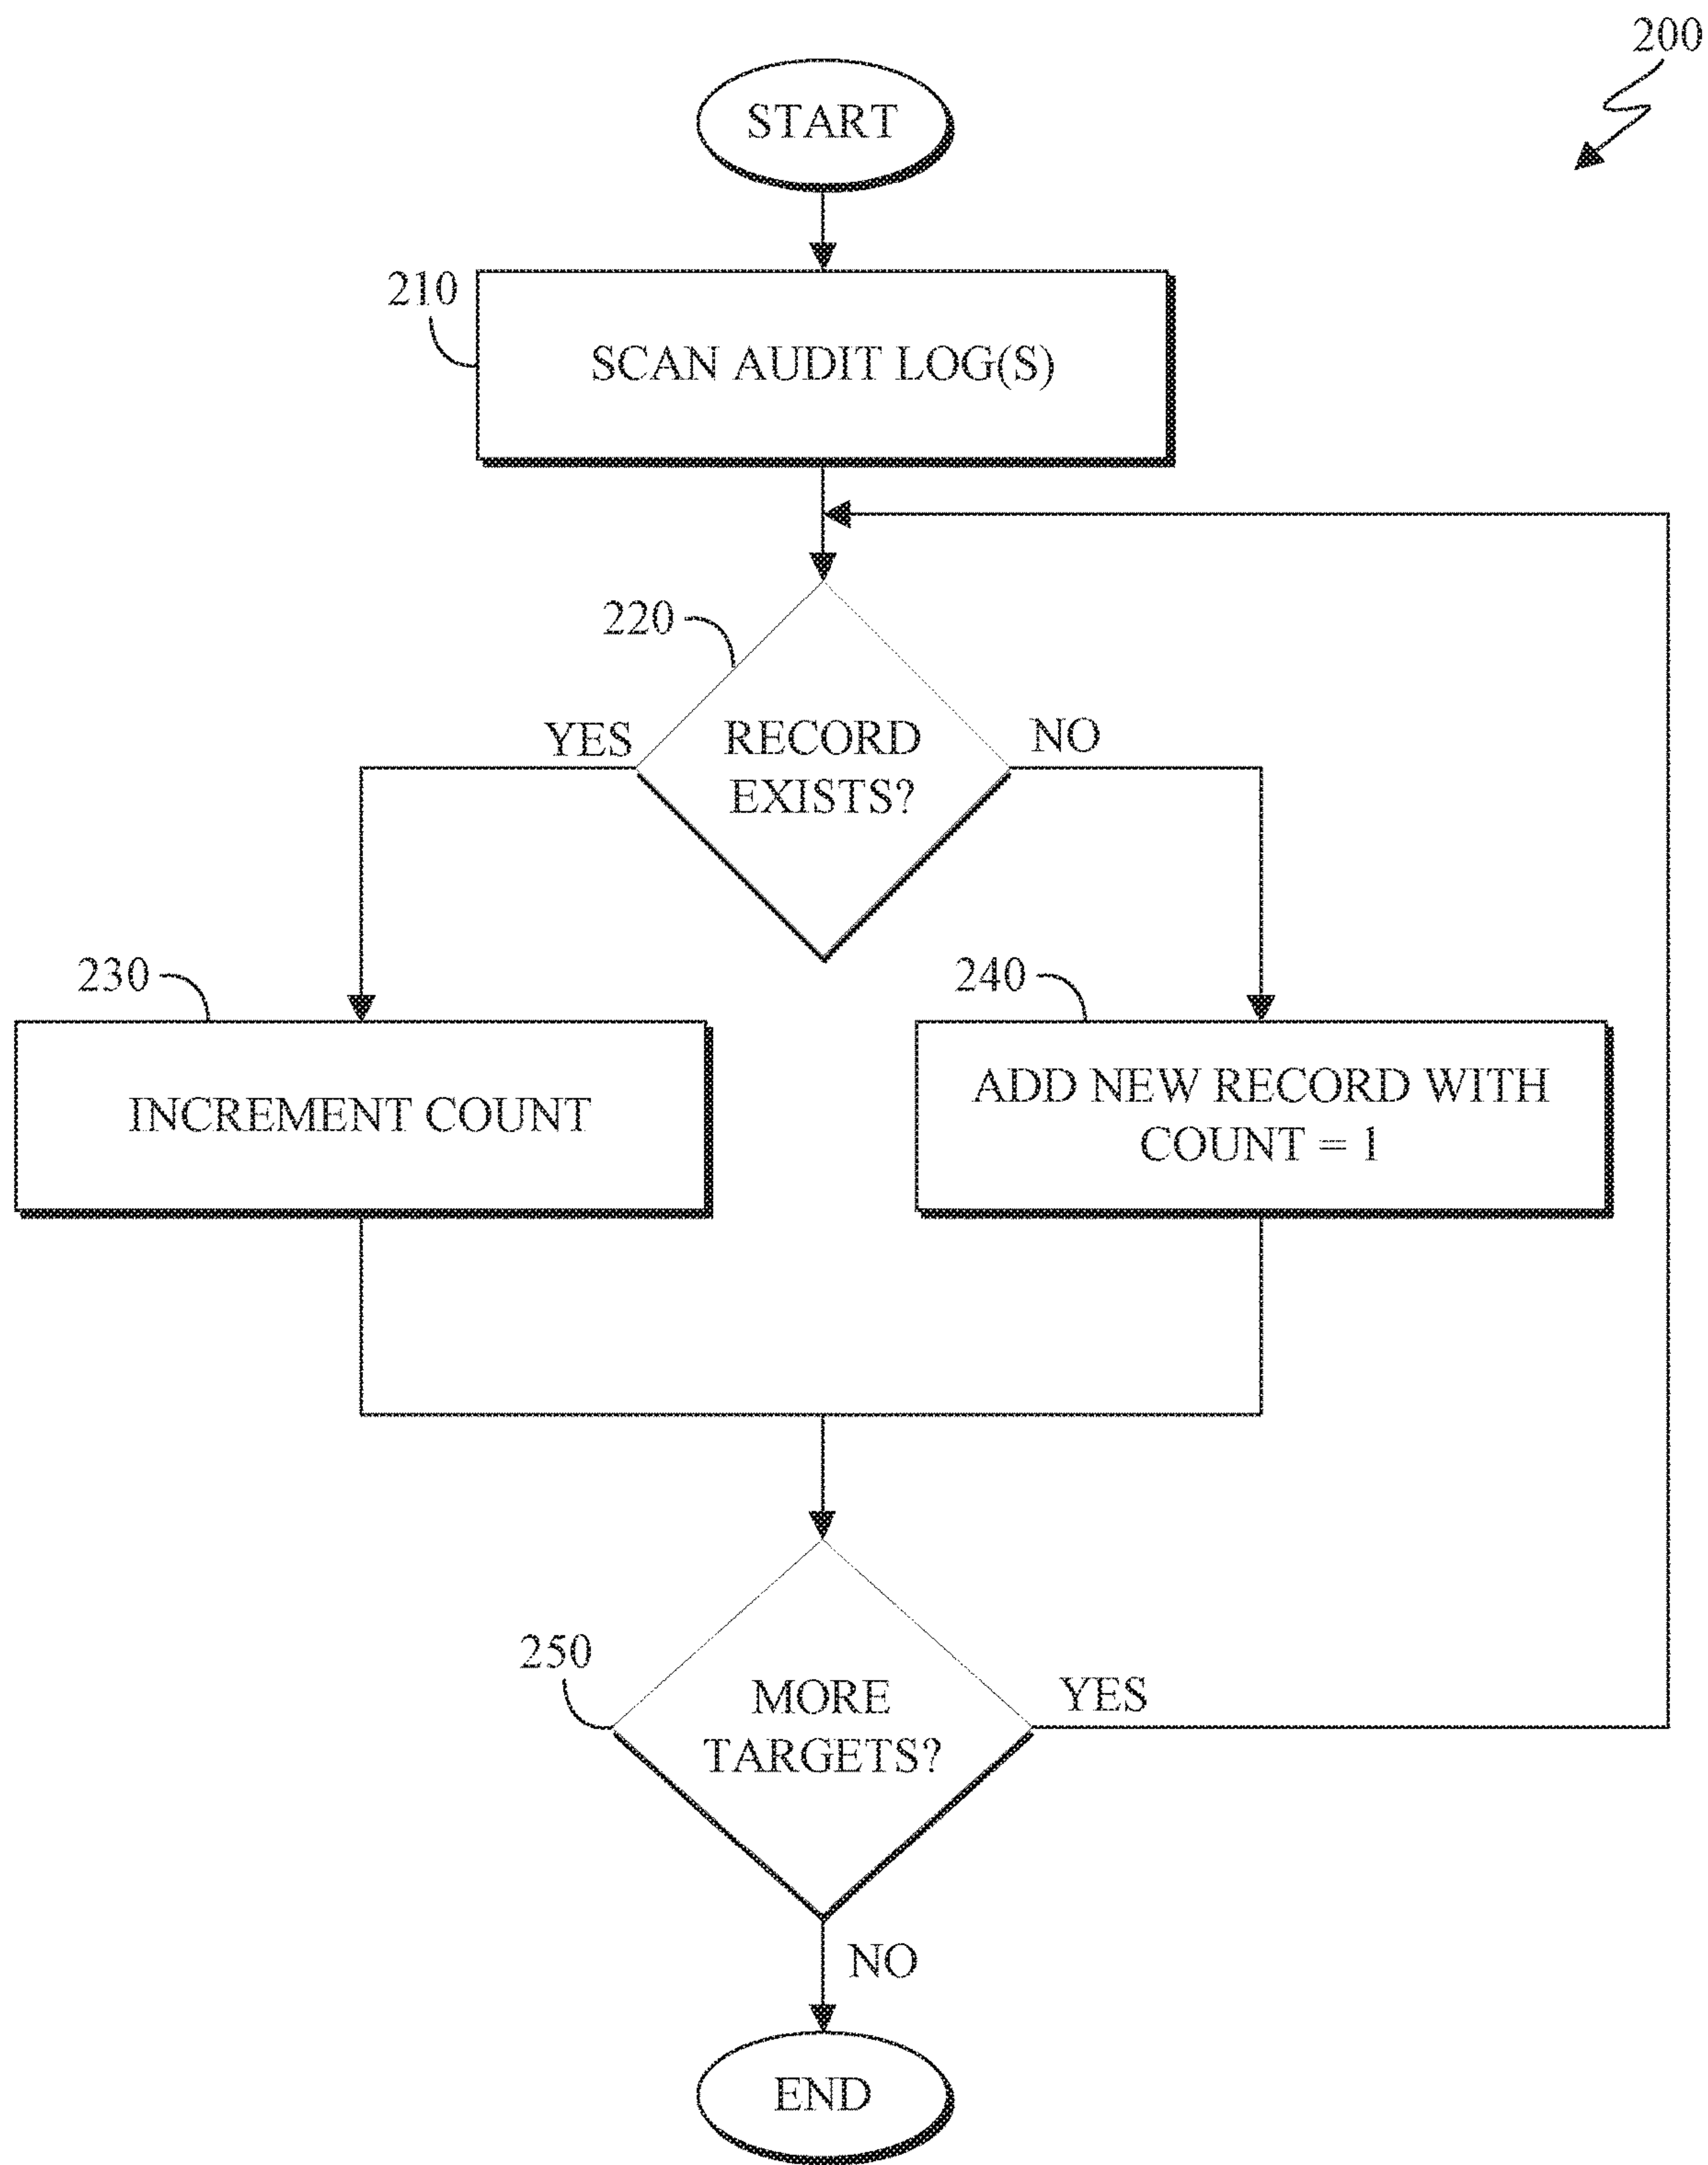 200
START
210
SCAN AUDIT LOG(S)
220
YES
RECORD
EXISTS?
NO
230
INCREMENT COUNT
240
ADD NEW RECORD WITH
COUNT = 1
250
MORE
TARGETS?
YES
NO
END